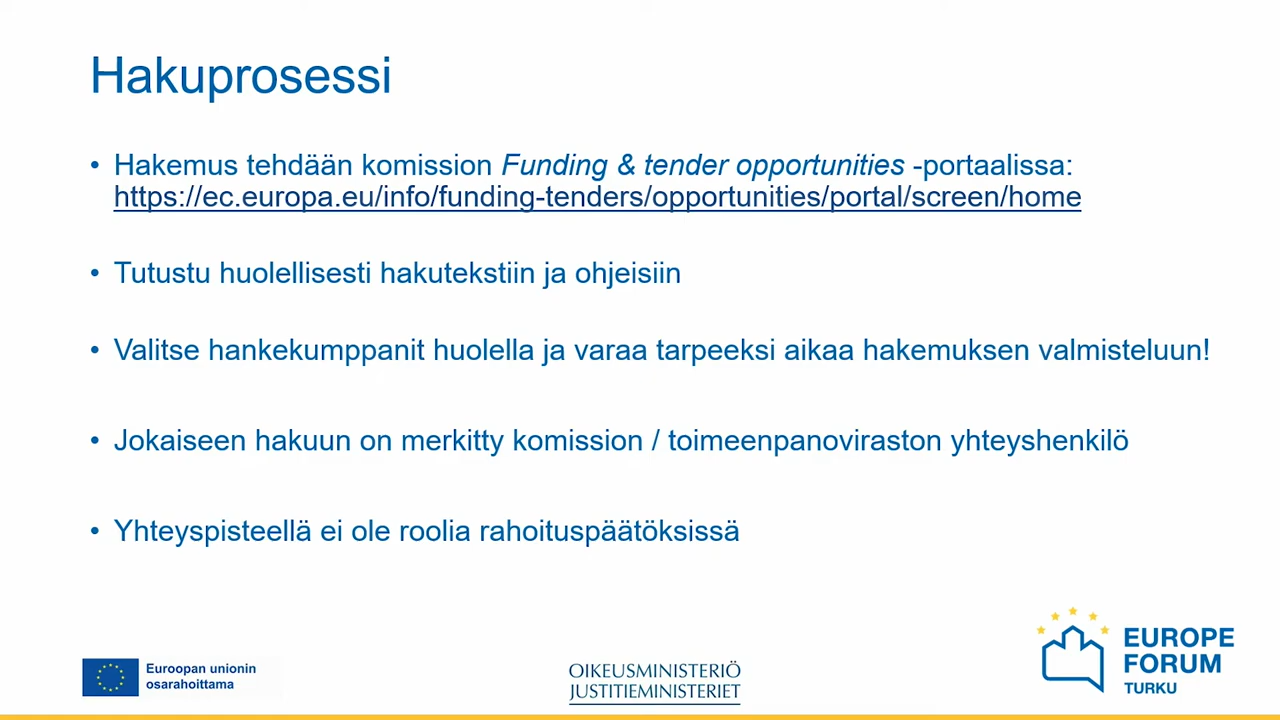 Hakuprosessi
• Hakemus tehdään komission Funding & tender opportunities -portaalissa:
https://ec.europa.eu/info/funding-tenders/opportunities/portal/screen/home
• Tutustu huolellisesti hakutekstiin ja ohjeisiin
• Valitse hankekumppanit huolella ja varaa tarpeeksi aikaa hakemuksen valmisteluun!
• Jokaiseen hakuun on merkitty komission / toimeenpanoviraston yhteyshenkilö
• Yhteyspisteellä ei ole roolia rahoituspäätöksissä
Euroopan unionin
osarahoittama
OIKEUSMINISTERIÖ
JUSTITIEMINISTERIET
EUROPE
FORUM
TURKU